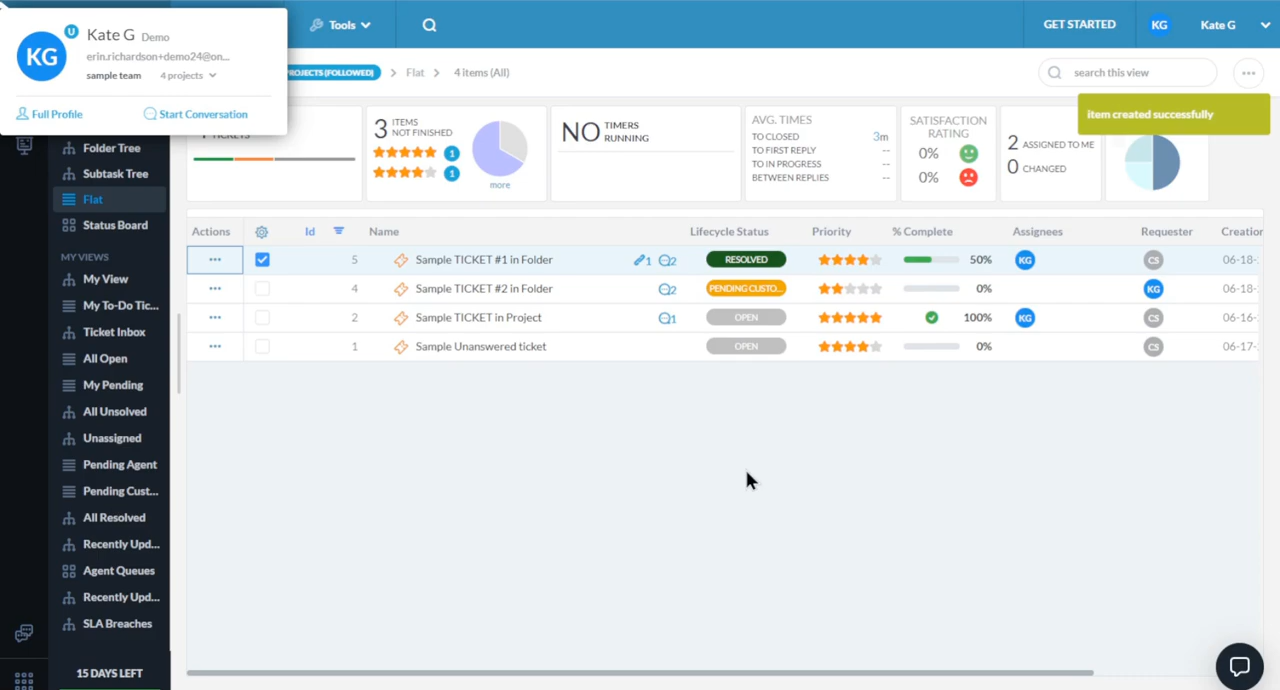 KG
U
Kate G Demo
erin.richardson+demo24@on...
sample team 4 projects
Full Profile
Start Conversation
Tools
GET STARTED
KG
Kate G
PROJECTS (FOLLOWED) > Flat > 4 items (All)
search this view
item created successfully
TICKETS
3 ITEMS
NOT FINISHED
1
1
more
NO TIMERS
RUNNING
AVG. TIMES
TO CLOSED 3m
TO FIRST REPLY --
TO IN PROGRESS --
BETWEEN REPLIES --
SATISFACTION
RATING
0%
0%
2 ASSIGNED TO ME
0 CHANGED
Folder Tree
Subtask Tree
Flat
Status Board
MY VIEWS
My View
My To-Do Tic...
Ticket Inbox
All Open
My Pending
All Unsolved
Unassigned
Pending Agent
Pending Cust...
All Resolved
Recently Upd...
Agent Queues
Recently Upd...
SLA Breaches
15 DAYS LEFT
Actions Id Name Lifecycle Status Priority % Complete Assignees Requester Creation
... 5 Sample TICKET #1 in Folder 1 2 RESOLVED 50% KG CS 06-18-
... 4 Sample TICKET #2 in Folder 2 PENDING CUSTO... 0% KG 06-18-
... 2 Sample TICKET in Project 1 OPEN 100% KG CS 06-16-
... 1 Sample Unanswered ticket OPEN 0% CS 06-17-